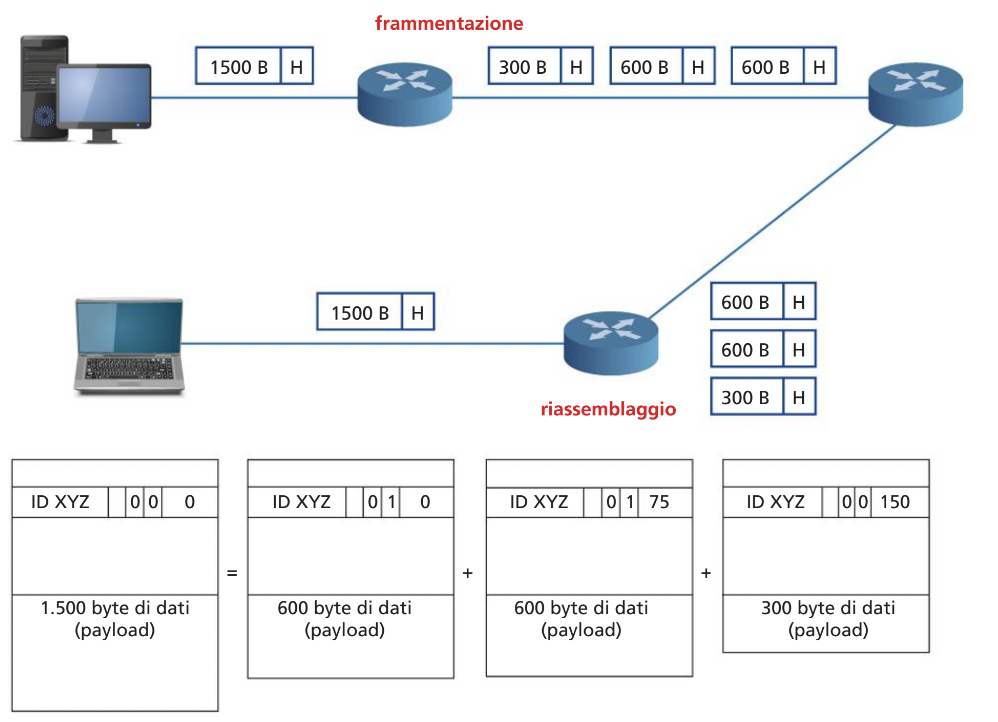 frammentazione
1500 B H
300 B H
600 B H
600 B H
600 B H
600 B H
300 B H
1500 B H
riassemblaggio
ID XYZ 0 0 0
ID XYZ 0 1 0
ID XYZ 0 1 75
ID XYZ 0 0 150
=
+
+
1.500 byte di dati
(payload)
600 byte di dati
(payload)
600 byte di dati
(payload)
300 byte di dati
(payload)